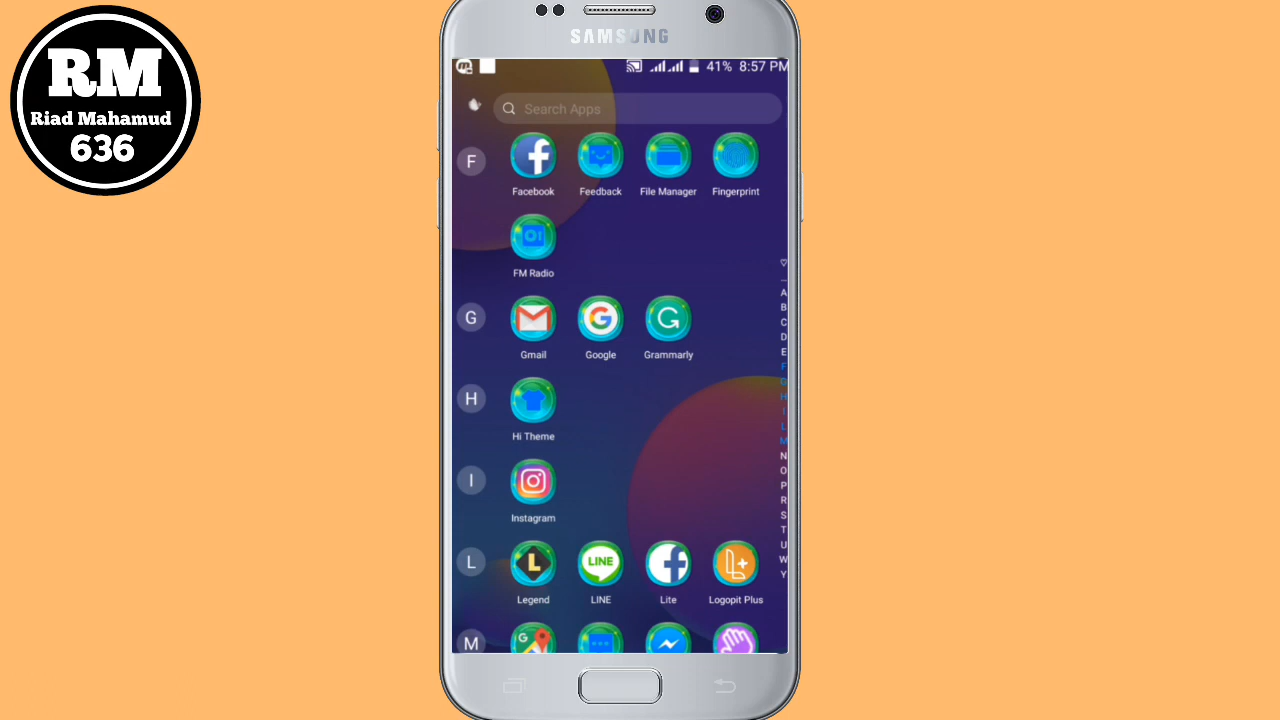 RM
Riad Mahamud
636
SAMSUNG
41% 8:57 PM
Search Apps
F
Facebook Feedback File Manager Fingerprint
FM Radio
G
Gmail Google Grammarly
H
Hi Theme
I
Instagram
L
L LINE L+
Legend LINE Lite Logopit Plus
M
A
B
C
D
E
F
G
H
I
L
M
N
O
P
R
S
T
U
W
Y